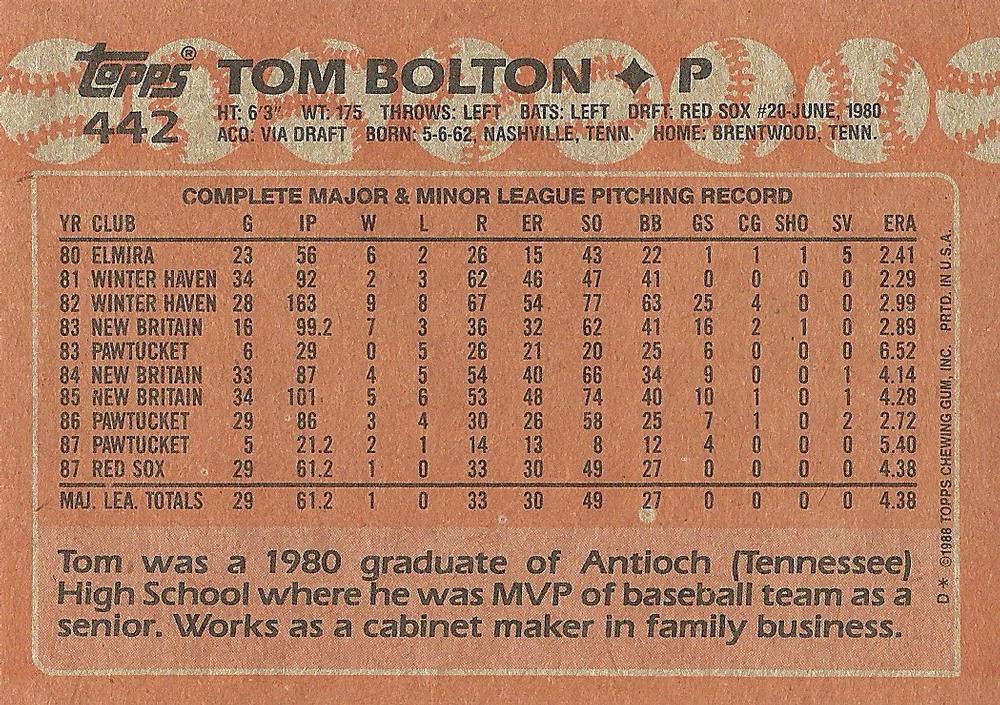 Topps® TOM BOLTON ✦ P
442 HT: 6'3" WT: 175 THROWS: LEFT BATS: LEFT DRFT: RED SOX #20-JUNE, 1980
ACQ: VIA DRAFT BORN: 5-6-62, NASHVILLE, TENN. HOME: BRENTWOOD, TENN.
COMPLETE MAJOR & MINOR LEAGUE PITCHING RECORD
YR CLUB G IP W L R ER SO BB GS CG SHO SV ERA
80 ELMIRA 23 56 6 2 26 15 43 22 1 1 1 5 2.41
81 WINTER HAVEN 34 92 2 3 62 46 47 41 0 0 0 0 2.29
82 WINTER HAVEN 28 163 9 8 67 54 77 63 25 4 0 0 2.99
83 NEW BRITAIN 16 99.2 7 3 36 32 62 41 16 2 1 0 2.89
83 PAWTUCKET 6 29 0 5 26 21 20 25 6 0 0 0 6.52
84 NEW BRITAIN 33 87 4 5 54 40 66 34 9 0 0 1 4.14
85 NEW BRITAIN 34 101 5 6 53 48 74 40 10 1 0 1 4.28
86 PAWTUCKET 29 86 3 4 30 26 58 25 7 1 0 2 2.72
87 PAWTUCKET 5 21.2 2 1 14 13 8 12 4 0 0 0 5.40
87 RED SOX 29 61.2 1 0 33 30 49 27 0 0 0 0 4.38
MAJ. LEA. TOTALS 29 61.2 1 0 33 30 49 27 0 0 0 0 4.38
Tom was a 1980 graduate of Antioch (Tennessee)
High School where he was MVP of baseball team as a
senior. Works as a cabinet maker in family business.
D* ©1988 TOPPS CHEWING GUM, INC. PRTD. IN U.S.A.